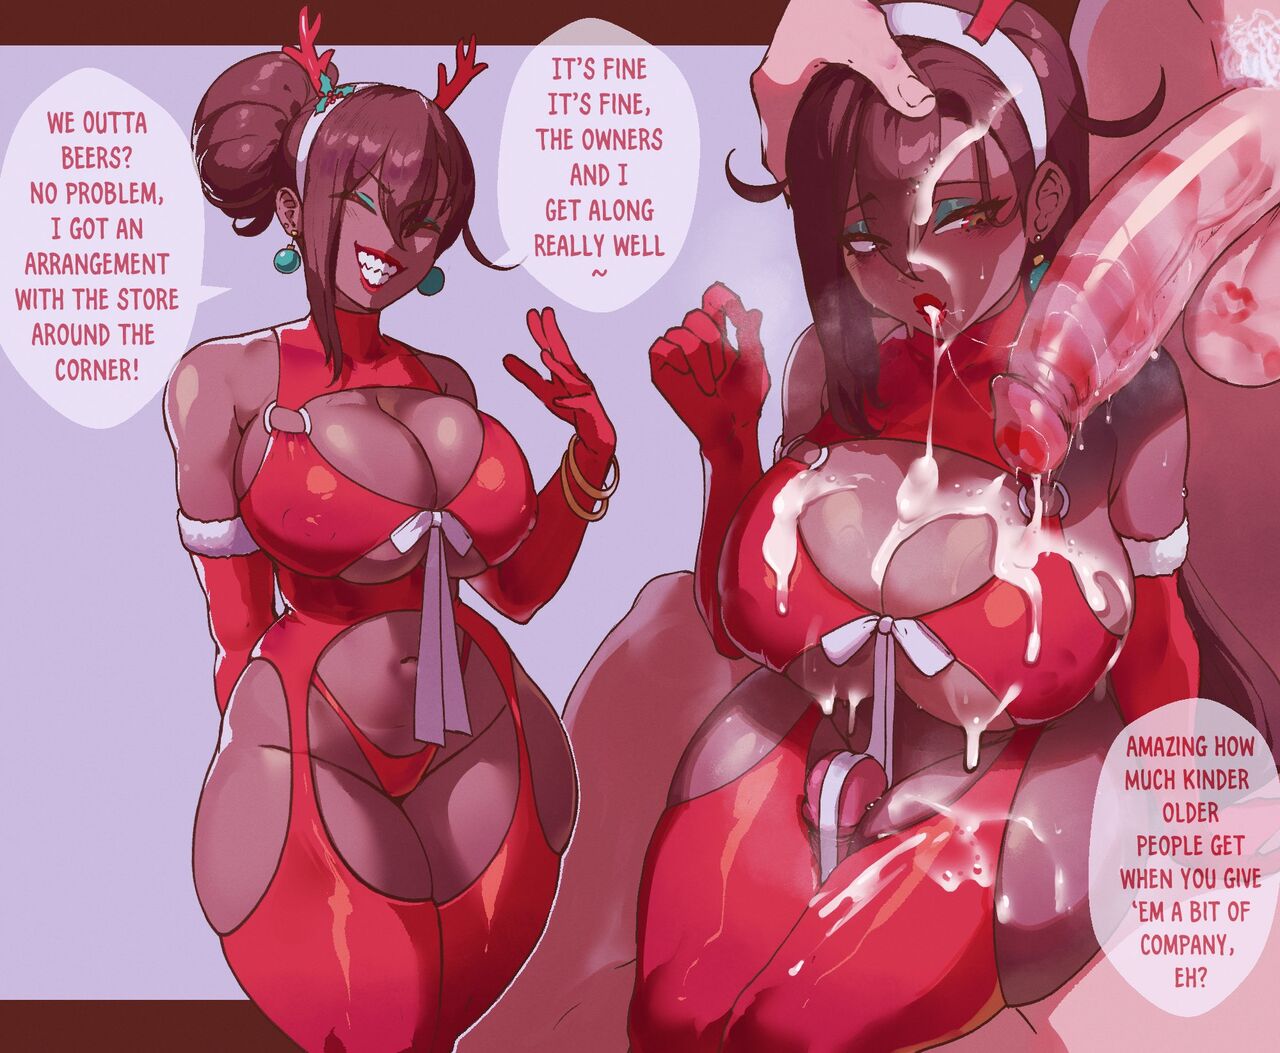 WE OUTTA
BEERS?
NO PROBLEM,
I GOT AN
ARRANGEMENT
WITH THE STORE
AROUND THE
CORNER!
IT'S FINE
IT'S FINE,
THE OWNERS
AND I
GET ALONG
REALLY WELL
~
AMAZING HOW
MUCH KINDER
OLDER
PEOPLE GET
WHEN YOU GIVE
‘EM A BIT OF
COMPANY,
EH?